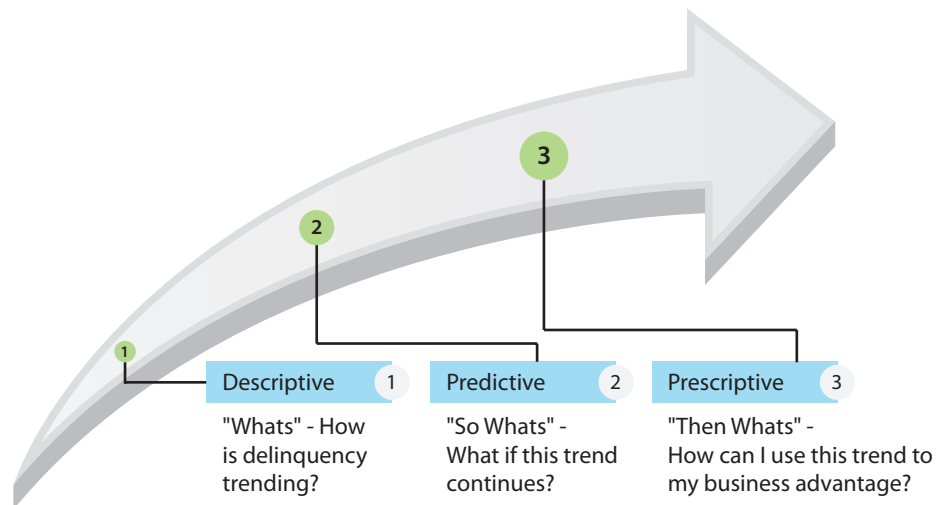 3
2
1
Descriptive 1
"Whats" - How
is delinquency
trending?
Predictive 2
"So Whats" -
What if this trend
continues?
Prescriptive 3
"Then Whats" -
How can I use this trend to
my business advantage?